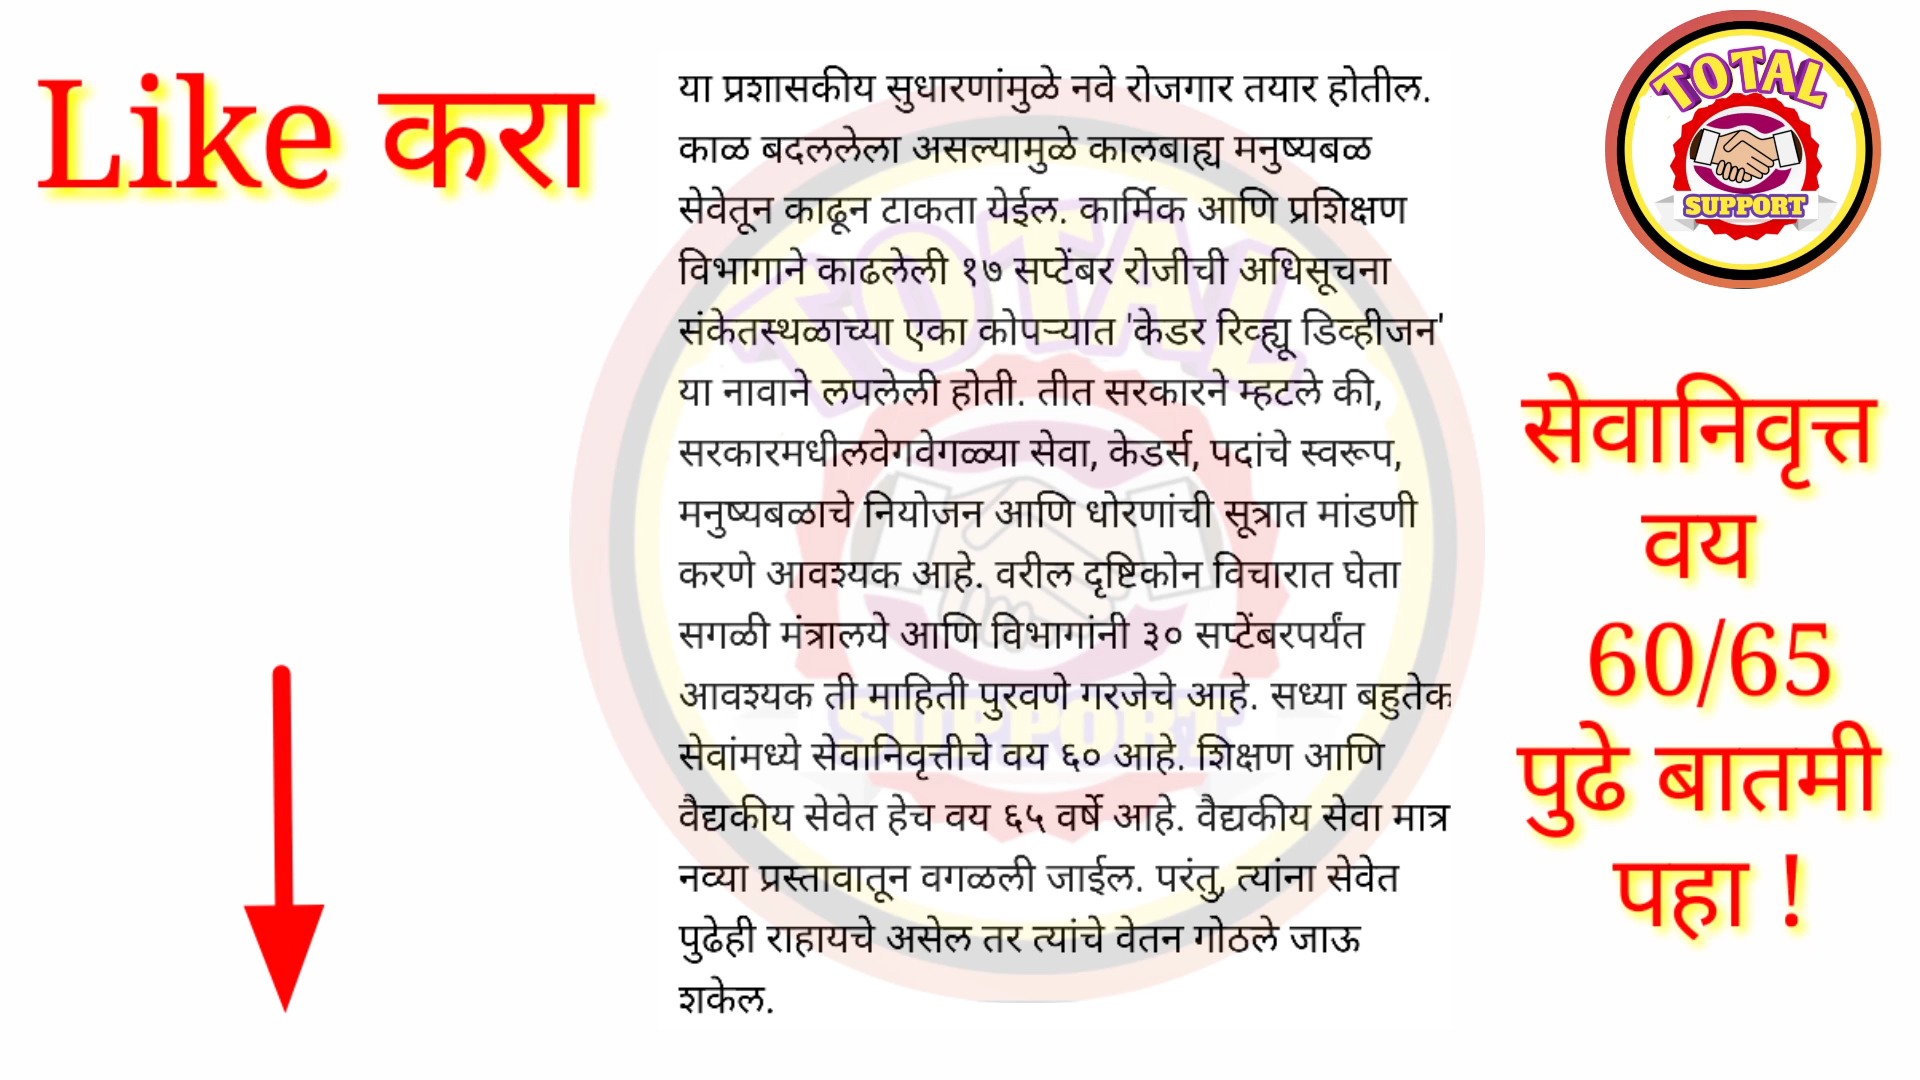 Like करा
या प्रशासकीय सुधारणांमुळे नवे रोजगार तयार होतील.
काळ बदललेला असल्यामुळे कालबाह्य मनुष्यबळ
सेवेतून काढून टाकता येईल. कार्मिक आणि प्रशिक्षण
विभागाने काढलेली १७ सप्टेंबर रोजीची अधिसूचना
संकेतस्थळाच्या एका कोपऱ्यात 'केडर रिव्ह्यू डिव्हीजन'
या नावाने लपलेली होती. तीत सरकारने म्हटले की,
सरकारमधीलवेगवेगळ्या सेवा, केडर्स, पदांचे स्वरूप,
मनुष्यबळाचे नियोजन आणि धोरणांची सूत्रात मांडणी
करणे आवश्यक आहे. वरील दृष्टिकोन विचारात घेता
सगळी मंत्रालये आणि विभागांनी ३० सप्टेंबरपर्यंत
आवश्यक ती माहिती पुरवणे गरजेचे आहे. सध्या बहुतेक
सेवांमध्ये सेवानिवृत्तीचे वय ६० आहे. शिक्षण आणि
वैद्यकीय सेवेत हेच वय ६५ वर्षे आहे. वैद्यकीय सेवा मात्र
नव्या प्रस्तावातून वगळली जाईल. परंतु, त्यांना सेवेत
पुढेही राहायचे असेल तर त्यांचे वेतन गोठले जाऊ
शकेल.
TOTAL
SUPPORT
TOTAL
SUPPORT
सेवानिवृत्त
वय
60/65
पुढे बातमी
पहा !